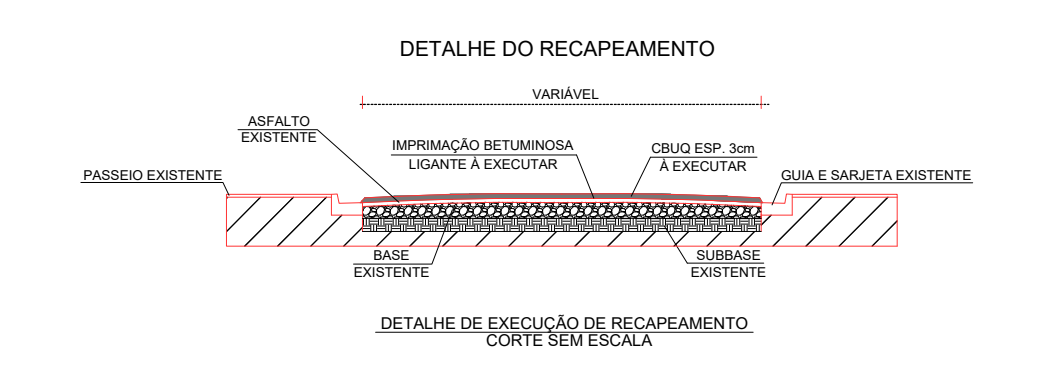 DETALHE DO RECAPEAMENTO
VARIÁVEL
ASFALTO
EXISTENTE
IMPRIMAÇÃO BETUMINOSA
LIGANTE À EXECUTAR
CBUQ ESP. 3cm
À EXECUTAR
PASSEIO EXISTENTE
GUIA E SARJETA EXISTENTE
BASE
EXISTENTE
SUBBASE
EXISTENTE
DETALHE DE EXECUÇÃO DE RECAPEAMENTO
CORTE SEM ESCALA